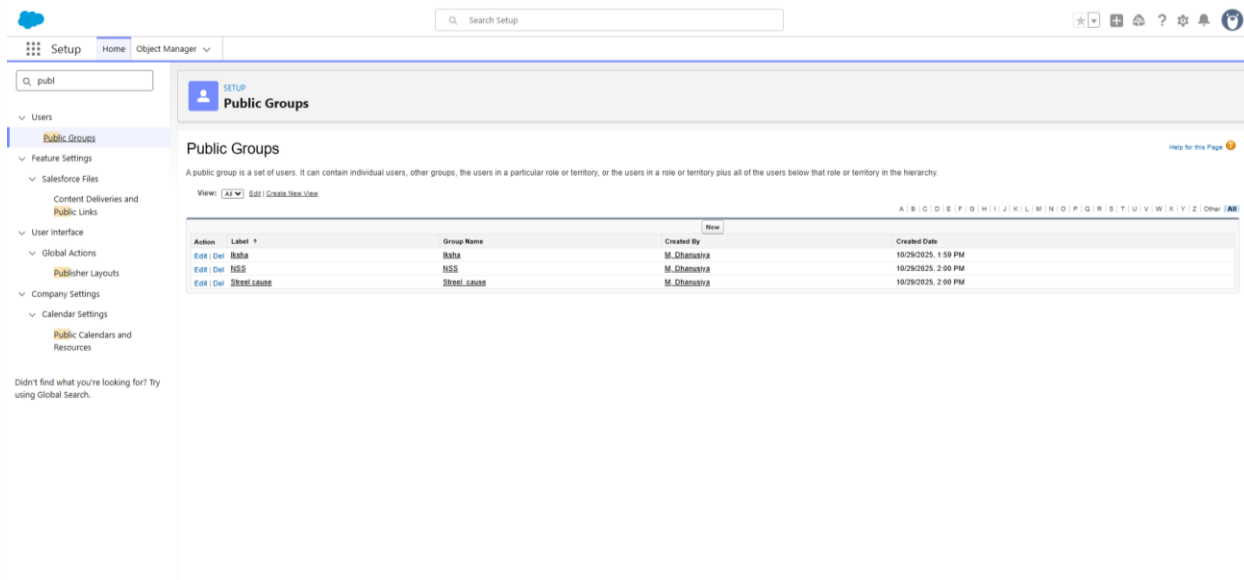 Search Setup
Setup Home Object Manager
publ
Users
Public Groups
Feature Settings
Salesforce Files
Content Deliveries and
Public Links
User Interface
Global Actions
Publisher Layouts
Company Settings
Calendar Settings
Public Calendars and
Resources
Didn't find what you're looking for? Try
using Global Search.
SETUP
Public Groups
Public Groups
Help for this Page
A public group is a set of users. It can contain individual users, other groups, the users in a particular role or territory, or the users in a role or territory plus all of the users below that role or territory in the hierarchy.
View: All Edit | Create New View
A | B | C | D | E | F | G | H | I | J | K | L | M | N | O | P | Q | R | S | T | U | V | W | X | Y | Z | Other All
New
Action Label ↑ Group Name Created By Created Date
Edit | Del Iksha Iksha M, Dhanusiya 10/29/2025, 1:59 PM
Edit | Del NSS NSS M, Dhanusiya 10/29/2025, 2:00 PM
Edit | Del Street cause Street_cause M, Dhanusiya 10/29/2025, 2:00 PM